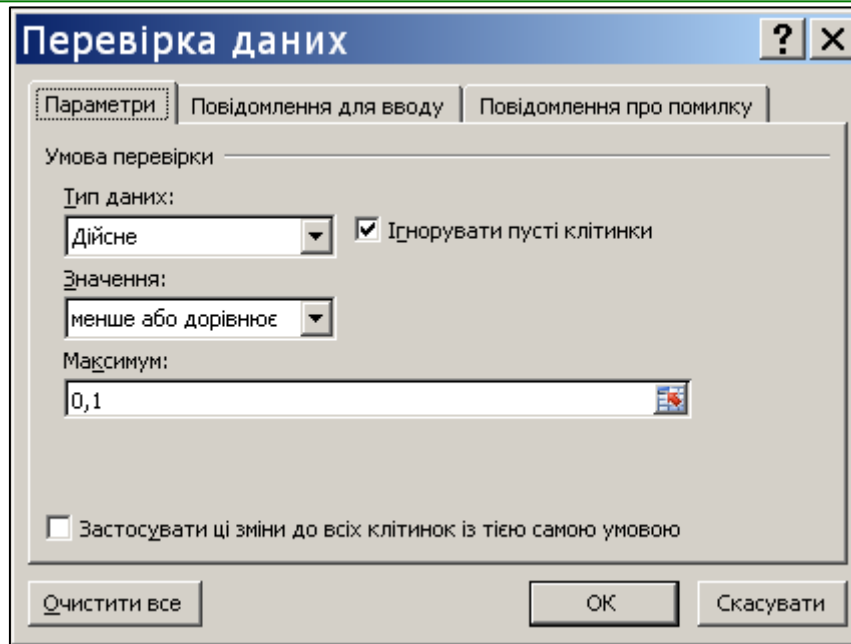 Перевірка даних
Параметри
Повідомлення для вводу
Повідомлення про помилку
Умова перевірки
Тип даних:
Дійсне
Ігнорувати пусті клітинки
Значення:
менше або дорівнює
Максимум:
0,1
Застосувати ці зміни до всіх клітинок із тією самою умовою
Очистити все
ОК
Скасувати